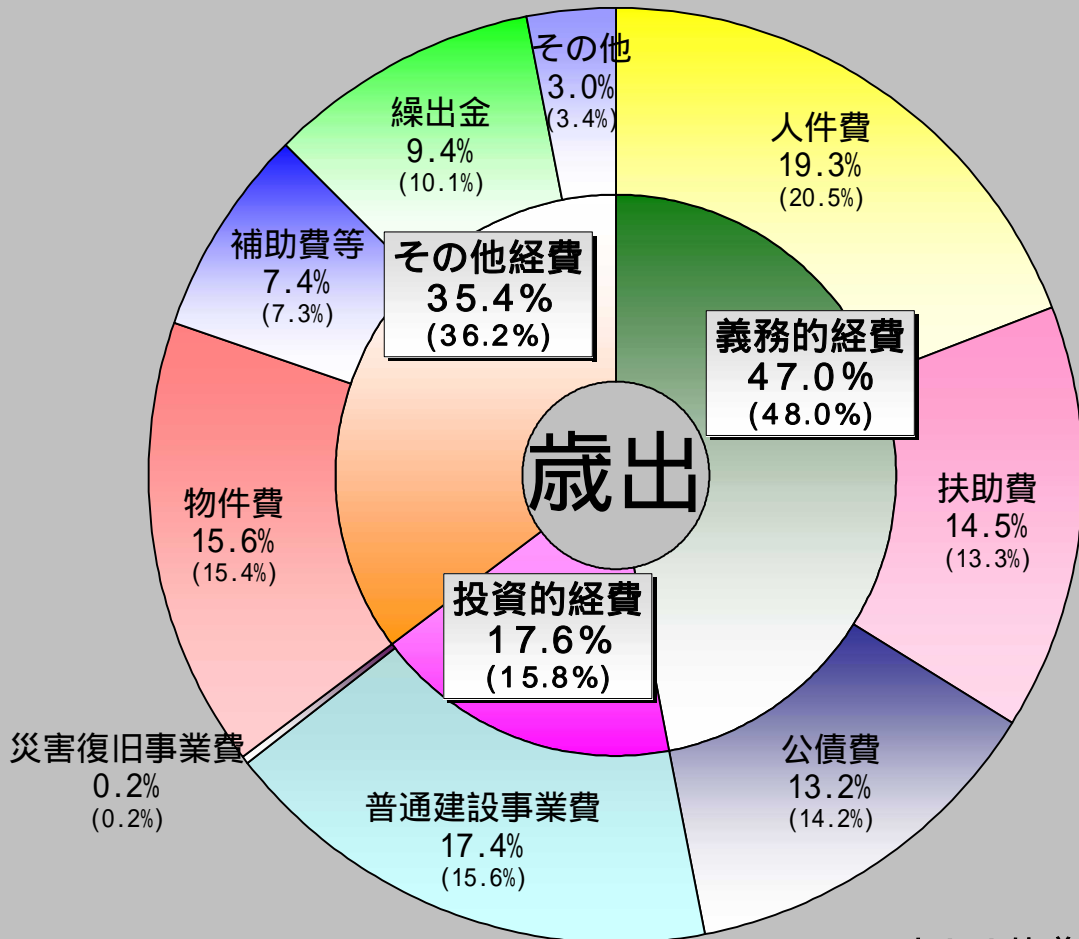 その他
3.0%
(3.4%)
人件費
19.3%
(20.5%)
繰出金
9.4%
(10.1%)
補助費等
7.4%
(7.3%)
その他経費
35.4%
(36.2%)
義務的経費
47.0%
(48.0%)
歳出
扶助費
14.5%
(13.3%)
物件費
15.6%
(15.4%)
投資的経費
17.6%
(15.8%)
災害復旧事業費
0.2%
(0.2%)
公債費
13.2%
(14.2%)
普通建設事業費
17.4%
(15.6%)